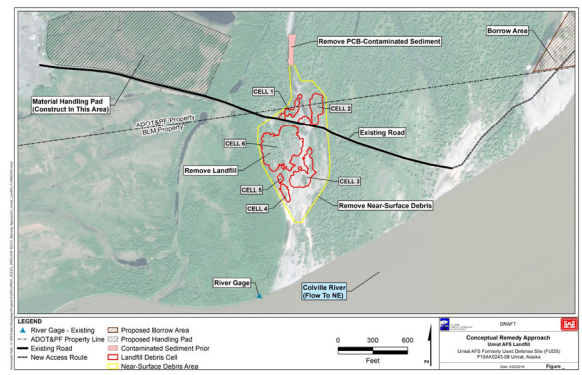 Borrow Area
Remove PCB-Contaminated Sediment
CELL 1
CELL 2
Material Handling Pad
(Construct In This Area)
ADOT&PF Property
BLM Property
Existing Road
CELL 6
Remove Landfill
CELL 3
CELL 5
CELL 4
Remove Near-Surface Debris
River Gage
Colville River
(Flow To NE)
LEGEND
River Gage - Existing
ADOT&PF Property Line
Existing Road
New Access Route
Proposed Borrow Area
Proposed Handling Pad
Contaminated Sediment Prior
Landfill Debris Cell
Near-Surface Debris Area
0 300 600
Feet
N
DRAFT
Conceptual Remedy Approach
Umiat AFS Landfill
Umiat AFS Formerly Used Defense Site (FUDS)
F10AK0243-08 Umiat, Alaska
Figure _